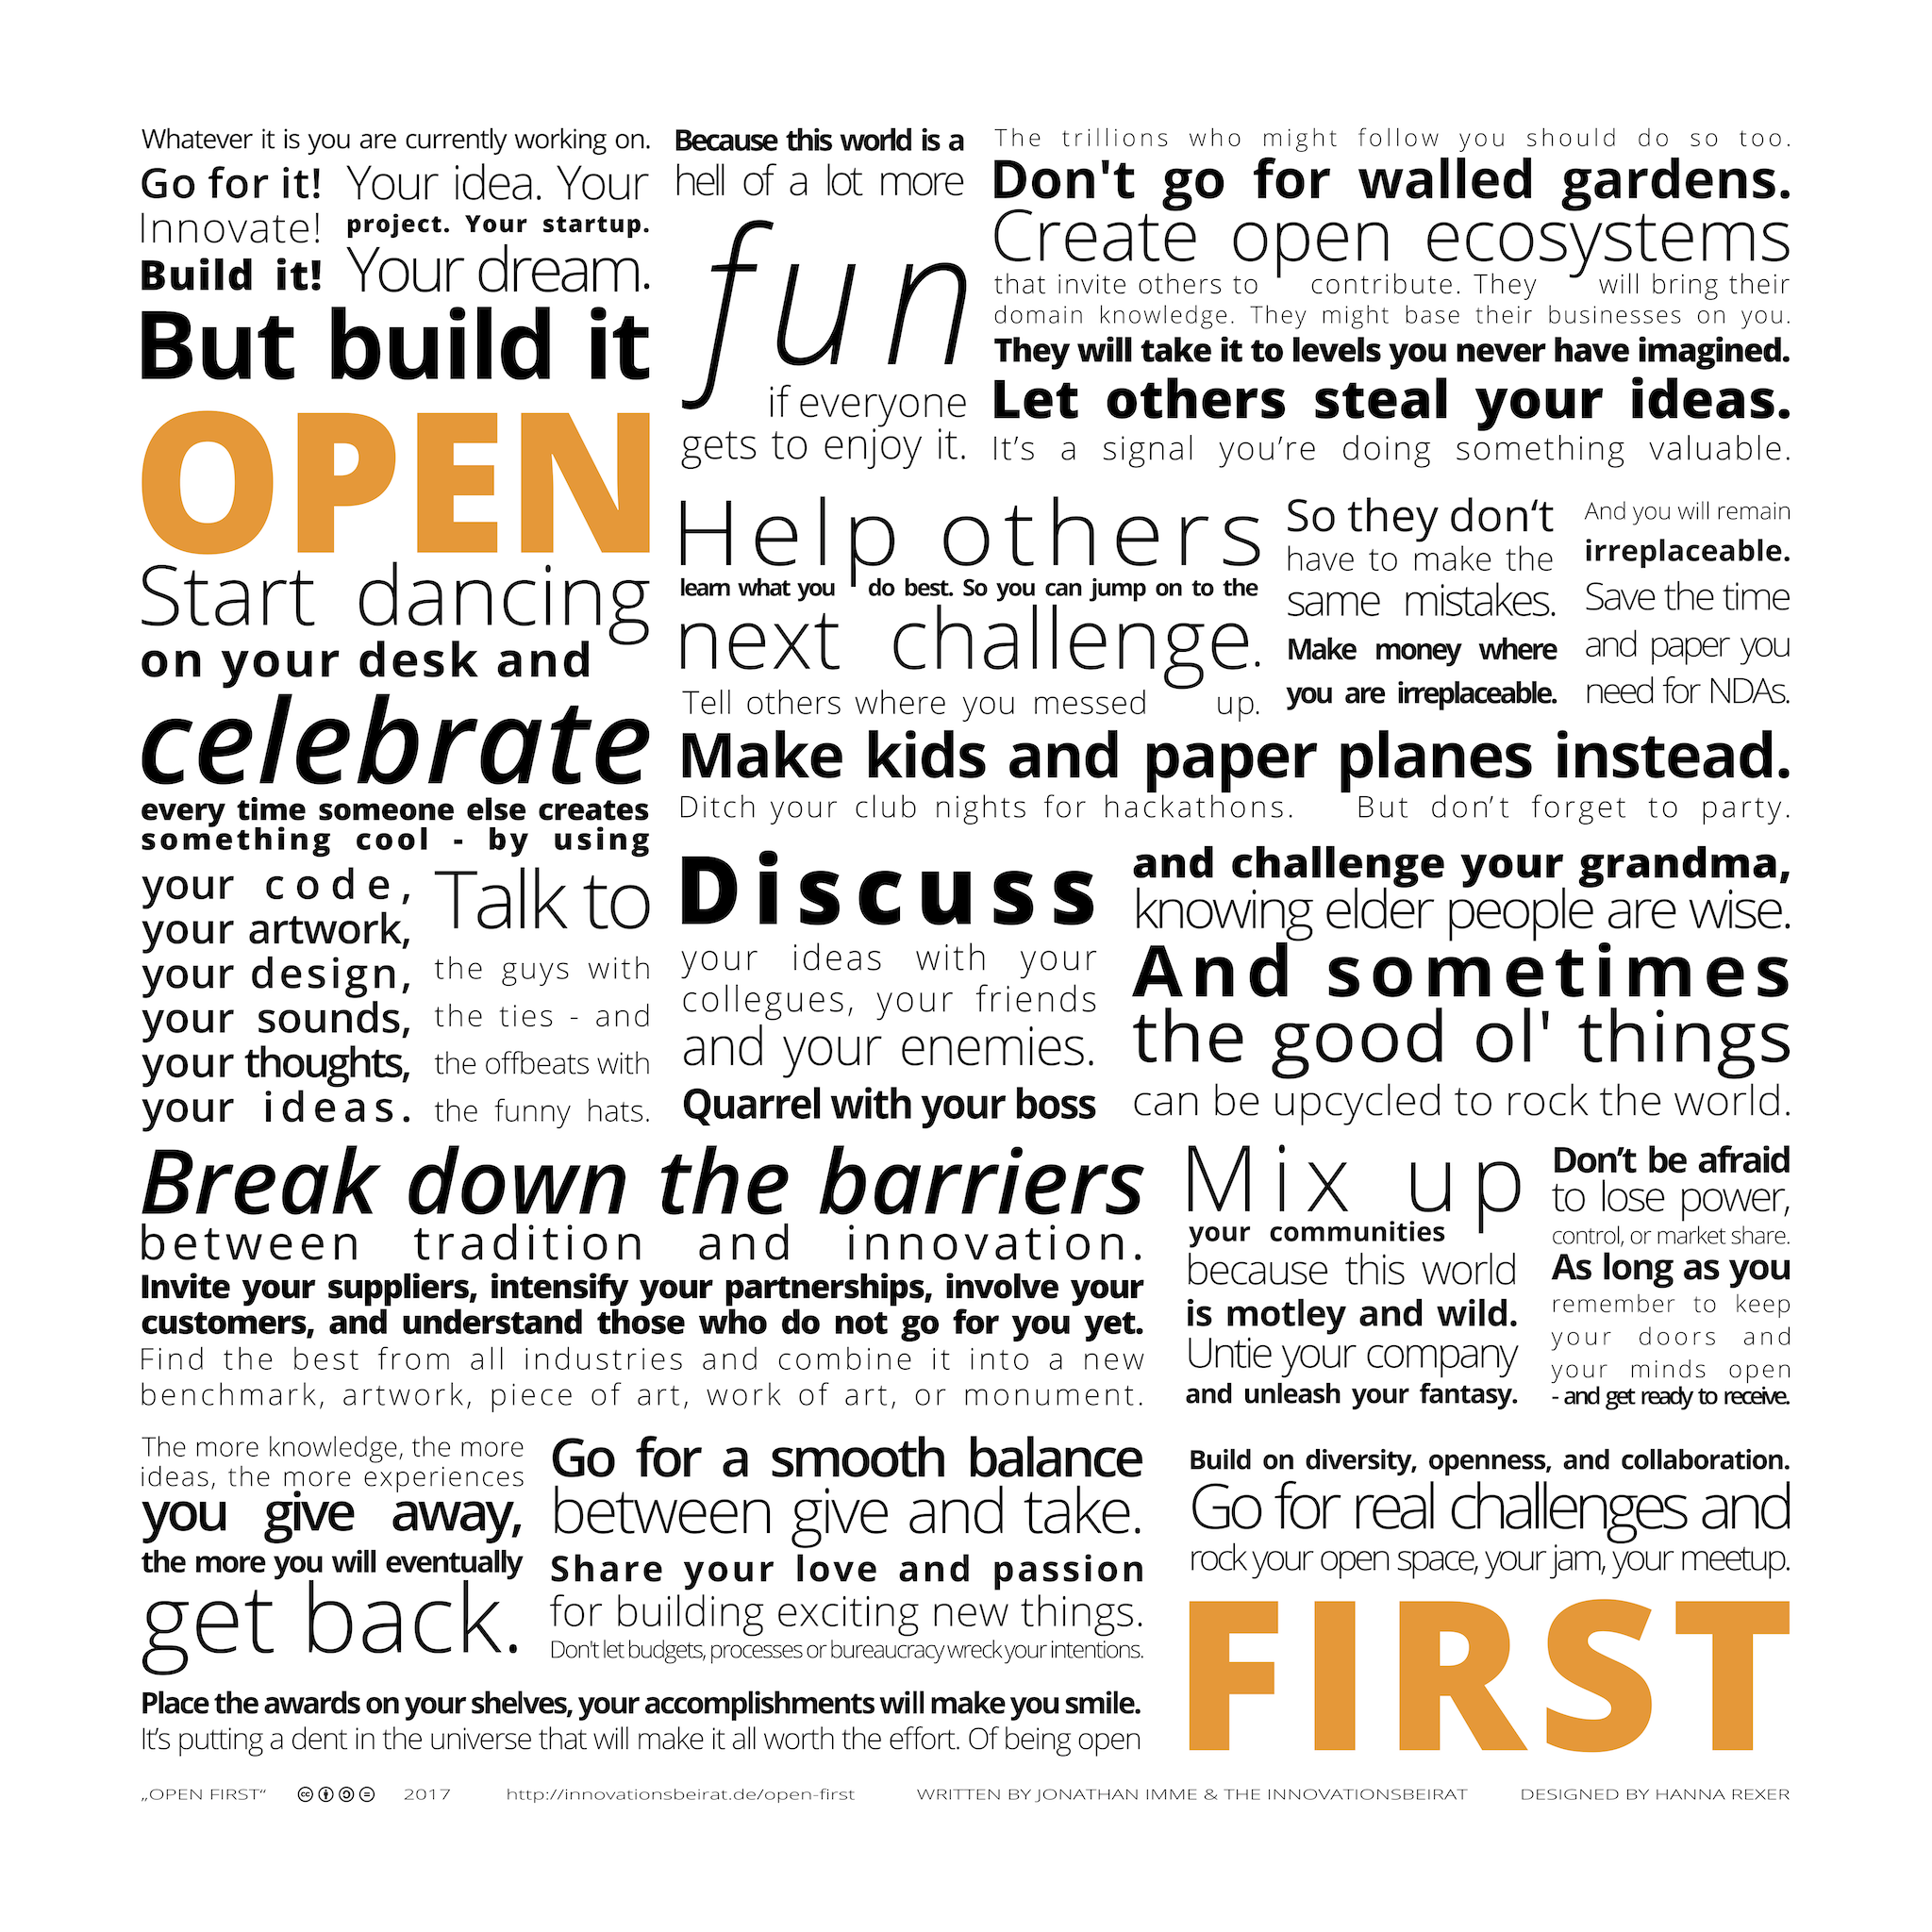 Whatever it is you are currently working on.
Go for it!
Innovate!
Build it!
Your idea. Your
project. Your startup.
Your dream.
But build it
OPEN
Start dancing
on your desk and
celebrate
every time someone else creates
something cool - by using
your code,
your artwork,
your design,
your sounds,
your thoughts,
your ideas.
Because this world is a
hell of a lot more
fun
if everyone
gets to enjoy it.
The trillions who might follow you should do so too.
Don't go for walled gardens.
Create open ecosystems
that invite others to contribute. They will bring their
domain knowledge. They might base their businesses on you.
They will take it to levels you never have imagined.
Let others steal your ideas.
It’s a signal you’re doing something valuable.
Help others
learn what you do best. So you can jump on to the
next challenge.
Tell others where you messed up.
So they don‘t
have to make the
same mistakes.
Make money where
you are irreplaceable.
And you will remain
irreplaceable.
Save the time
and paper you
need for NDAs.
Make kids and paper planes instead.
Ditch your club nights for hackathons. But don’t forget to party.
Talk to
the guys with
the ties - and
the offbeats with
the funny hats.
Discuss
your ideas with your
collegues, your friends
and your enemies.
Quarrel with your boss
and challenge your grandma,
knowing elder people are wise.
And sometimes
the good ol' things
can be upcycled to rock the world.
Break down the barriers
between tradition and innovation.
Invite your suppliers, intensify your partnerships, involve your
customers, and understand those who do not go for you yet.
Find the best from all industries and combine it into a new
benchmark, artwork, piece of art, work of art, or monument.
Mix up
your communities
because this world
is motley and wild.
Untie your company
and unleash your fantasy.
Don’t be afraid
to lose power,
control, or market share.
As long as you
remember to keep
your doors and
your minds open
- and get ready to receive.
The more knowledge, the more
ideas, the more experiences
you give away,
the more you will eventually
get back.
Go for a smooth balance
between give and take.
Share your love and passion
for building exciting new things.
Don't let budgets, processes or bureaucracy wreck your intentions.
Place the awards on your shelves, your accomplishments will make you smile.
It’s putting a dent in the universe that will make it all worth the effort. Of being open
Build on diversity, openness, and collaboration.
Go for real challenges and
rock your open space, your jam, your meetup.
FIRST
„OPEN FIRST“ 2017 http://innovationsbeirat.de/open-first WRITTEN BY JONATHAN IMME & THE INNOVATIONSBEIRAT DESIGNED BY HANNA REXER